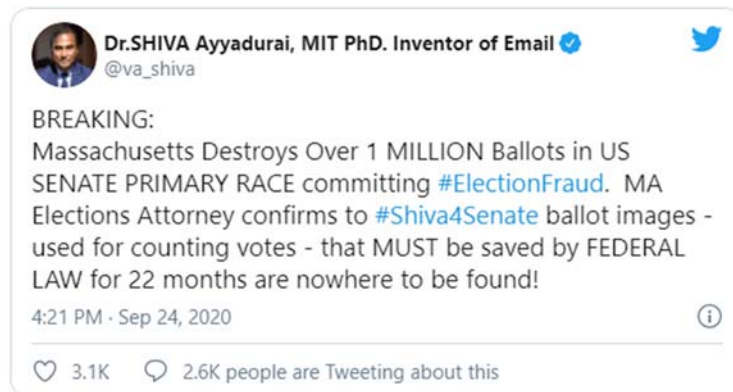 Dr.SHIVA Ayyadurai, MIT PhD. Inventor of Email
@va_shiva
BREAKING:
Massachusetts Destroys Over 1 MILLION Ballots in US
SENATE PRIMARY RACE committing #ElectionFraud.  MA
Elections Attorney confirms to #Shiva4Senate ballot images -
used for counting votes - that MUST be saved by FEDERAL
LAW for 22 months are nowhere to be found!
4:21 PM · Sep 24, 2020
3.1K 2.6K people are Tweeting about this